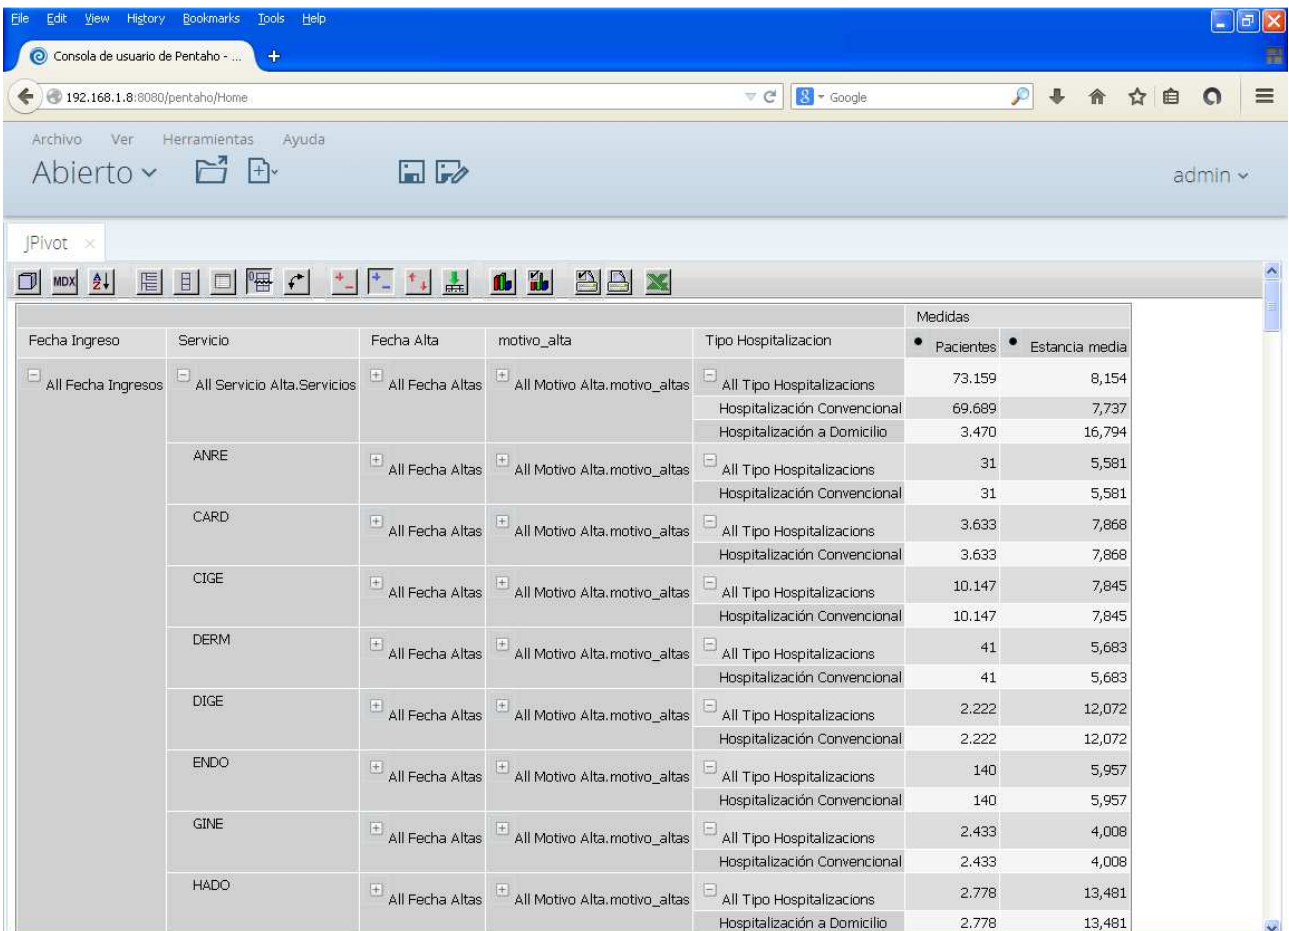 File Edit View History Bookmarks Tools Help
Consola de usuario de Pentaho - ...
192.168.1.8:8080/pentaho/Home Google
Archivo Ver Herramientas Ayuda
Abierto admin
JPivot
MDX
Medidas
Fecha Ingreso Servicio Fecha Alta motivo_alta Tipo Hospitalizacion Pacientes Estancia media
All Fecha Ingresos All Servicio Alta.Servicios All Fecha Altas All Motivo Alta.motivo_altas All Tipo Hospitalizacions 73.159 8,154
Hospitalización Convencional 69.689 7,737
Hospitalización a Domicilio 3.470 16,794
ANRE All Fecha Altas All Motivo Alta.motivo_altas All Tipo Hospitalizacions 31 5,581
Hospitalización Convencional 31 5,581
CARD All Fecha Altas All Motivo Alta.motivo_altas All Tipo Hospitalizacions 3.633 7,868
Hospitalización Convencional 3.633 7,868
CIGE All Fecha Altas All Motivo Alta.motivo_altas All Tipo Hospitalizacions 10.147 7,845
Hospitalización Convencional 10.147 7,845
DERM All Fecha Altas All Motivo Alta.motivo_altas All Tipo Hospitalizacions 41 5,683
Hospitalización Convencional 41 5,683
DIGE All Fecha Altas All Motivo Alta.motivo_altas All Tipo Hospitalizacions 2.222 12,072
Hospitalización Convencional 2.222 12,072
ENDO All Fecha Altas All Motivo Alta.motivo_altas All Tipo Hospitalizacions 140 5,957
Hospitalización Convencional 140 5,957
GINE All Fecha Altas All Motivo Alta.motivo_altas All Tipo Hospitalizacions 2.433 4,008
Hospitalización Convencional 2.433 4,008
HADO All Fecha Altas All Motivo Alta.motivo_altas All Tipo Hospitalizacions 2.778 13,481
Hospitalización a Domicilio 2.778 13,481